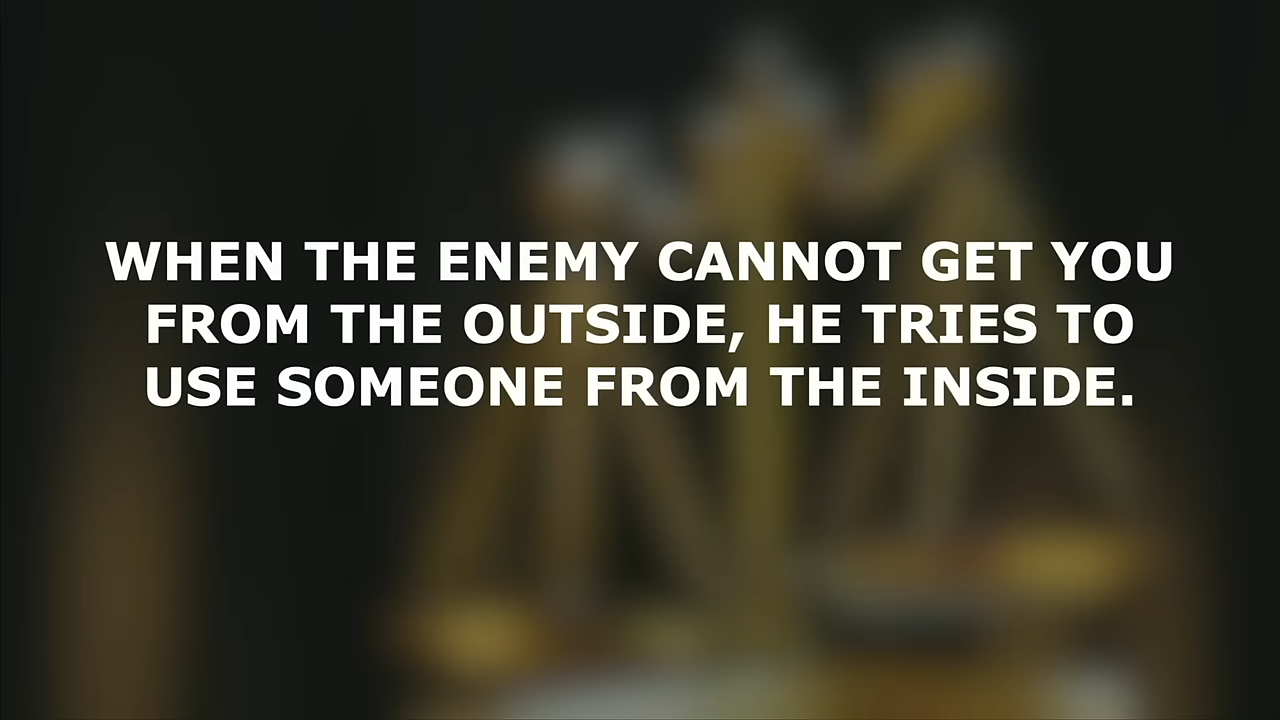 WHEN THE ENEMY CANNOT GET YOU
FROM THE OUTSIDE, HE TRIES TO
USE SOMEONE FROM THE INSIDE.